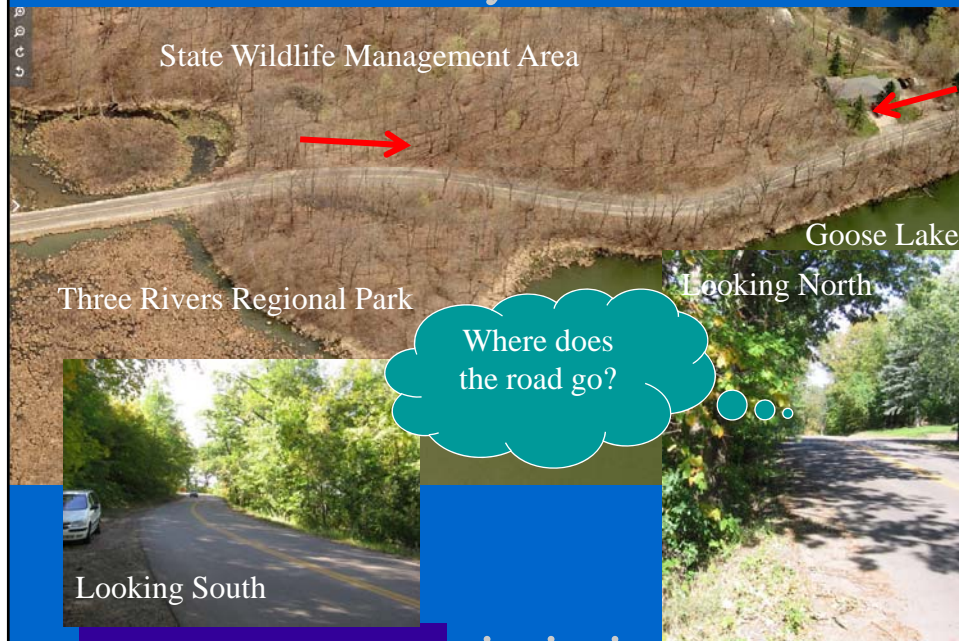 State Wildlife Management Area
Goose Lake
Looking North
Three Rivers Regional Park
Where does
the road go?
Looking South